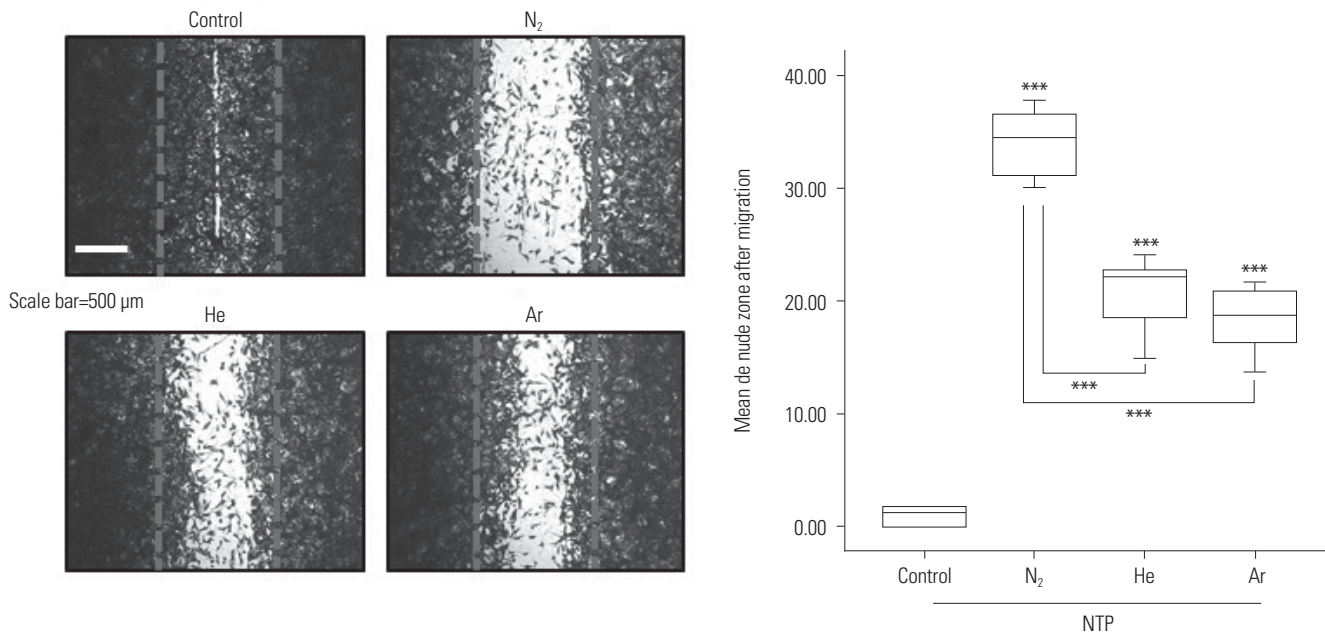 Control
N₂
Scale bar=500 μm
He
Ar
Mean de nude zone after migration
40.00
30.00
20.00
10.00
0.00
***
***
***
***
***
Control
N₂
He
Ar
NTP